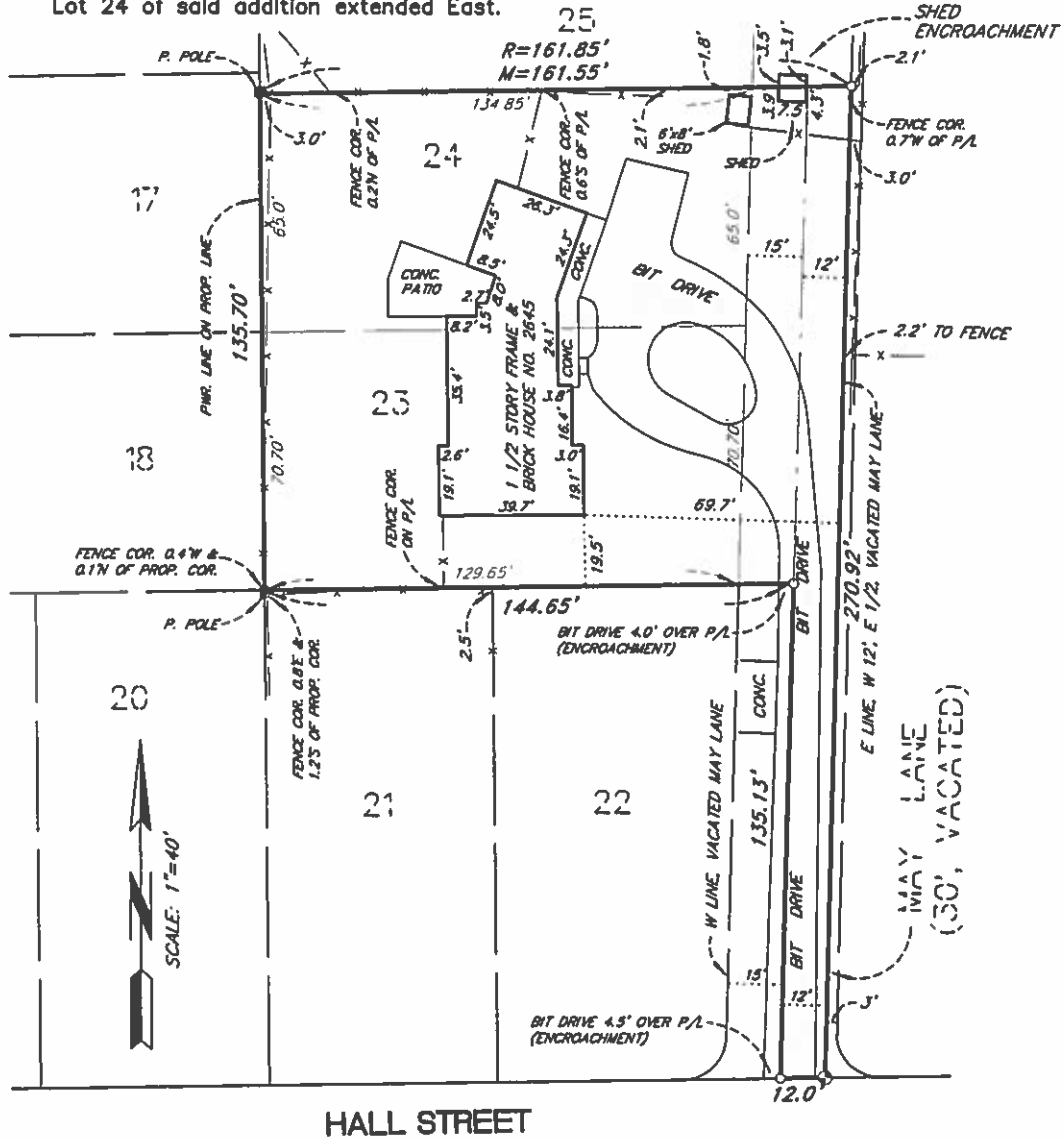 Lot 24 of said addition extended East.
25
SHED
ENCROACHMENT
P. POLE
R=161.85'
M=161.55'
134.85'
1.8'
3.5'
3.1'
2.1'
3.0'
24
FENCE COR.
0.2'N OF P/L
FENCE COR.
0.6'S OF P/L
2.1'
6'x8'
SHED
3.9'
7.5'
4.3'
SHED
FENCE COR.
0.7'W OF P/L
3.0'
17
PWR. LINE ON PROP. LINE
65.0'
135.70'
24.5'
26.3'
24.3'
CONC.
65.0'
15'
12'
BIT DRIVE
CONC.
PATIO
8.5'
2.7'
8.0'
3.5'
8.2'
24.1'
CONC.
2.2' TO FENCE
23
35.4'
1 1/2 STORY FRAME &
BRICK HOUSE NO. 2645
3.8'
16.4'
18
70.70'
70.70'
2.6'
3.0'
19.1'
19.1'
39.7'
69.7'
FENCE COR.
ON P/L
FENCE COR. 0.4'W &
0.1'N OF PROP. COR.
129.65'
19.5'
144.65'
BIT DRIVE
270.92'
E LINE, W 12', E 1/2, VACATED MAY LANE
P. POLE
2.5'
BIT DRIVE 4.0' OVER P/L
(ENCROACHMENT)
20
FENCE COR. 0.8'E &
1.2'S OF PROP. COR.
CONC.
21
22
W LINE, VACATED MAY LANE
135.13'
MAY LANE
(30', VACATED)
N
SCALE: 1"=40'
BIT DRIVE
15'
12'
3'
BIT DRIVE 4.5' OVER P/L
(ENCROACHMENT)
12.0'
HALL STREET